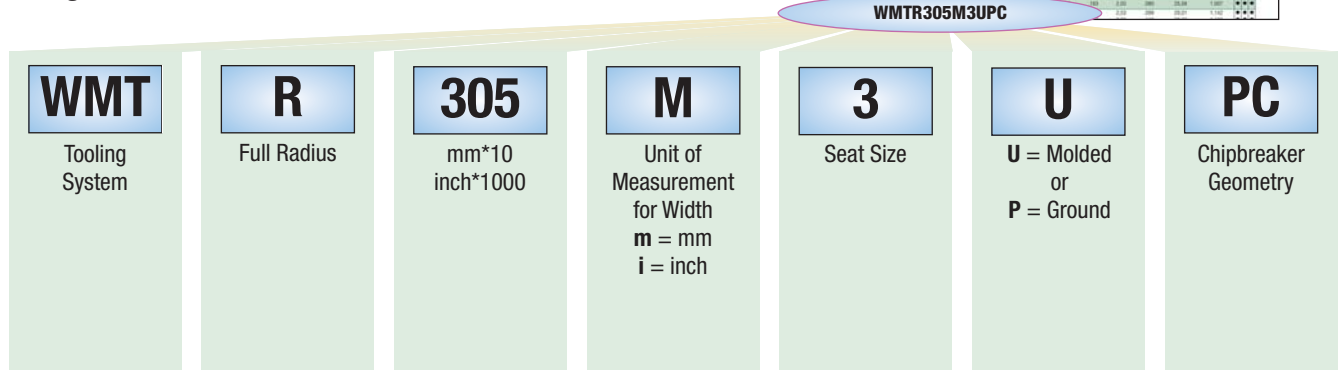 WMTR305M3UPC
WMT
R
305
M
3
U
PC
Tooling
System
Full Radius
mm*10
inch*1000
Unit of
Measurement
for Width
m = mm
i = inch
Seat Size
U = Molded
or
P = Ground
Chipbreaker
Geometry